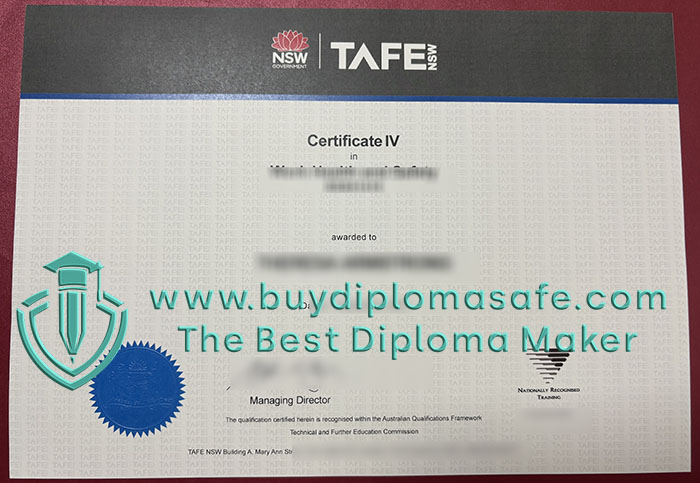 NSW
GOVERNMENT
TAFE NSW
Certificate IV
in
awarded to
www.buydiplomasafe.com
The Best Diploma Maker
Managing Director
NATIONALLY RECOGNISED
TRAINING
The qualification certified herein is recognised within the Australian Qualifications Framework
Technical and Further Education Commission
TAFE NSW Building A, Mary Ann